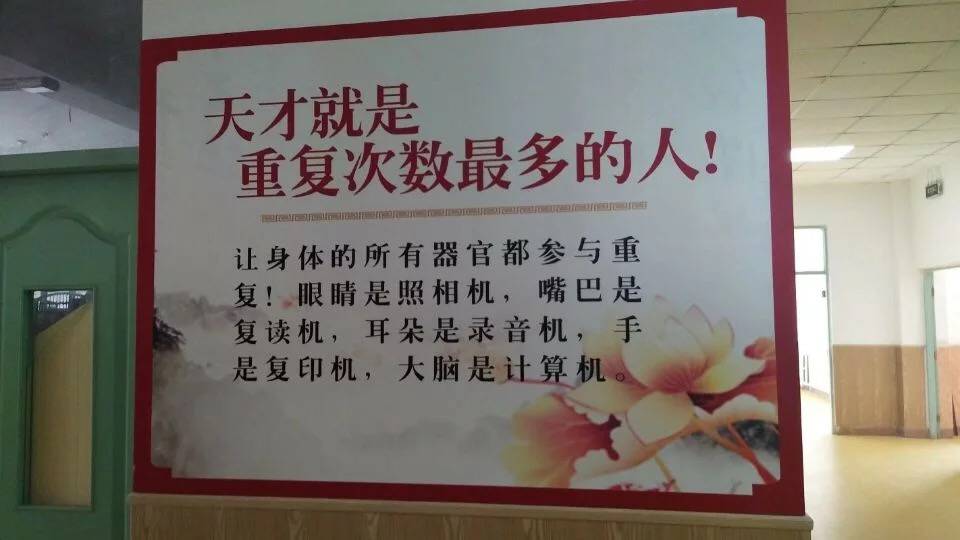 天才就是
重复次数最多的人!
让身体的所有器官都参与重
复!眼睛是照相机,嘴巴是
复读机,耳朵是录音机,手
是复印机,大脑是计算机。